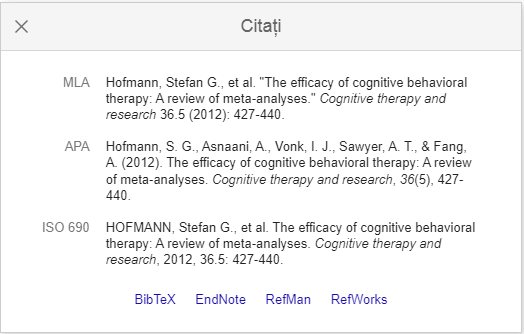 Citați
MLA Hofmann, Stefan G., et al. "The efficacy of cognitive behavioral
therapy: A review of meta-analyses." Cognitive therapy and
research 36.5 (2012): 427-440.
APA Hofmann, S. G., Asnaani, A., Vonk, I. J., Sawyer, A. T., & Fang,
A. (2012). The efficacy of cognitive behavioral therapy: A review
of meta-analyses. Cognitive therapy and research, 36(5), 427-
440.
ISO 690 HOFMANN, Stefan G., et al. The efficacy of cognitive behavioral
therapy: A review of meta-analyses. Cognitive therapy and
research, 2012, 36.5: 427-440.
BibTeX EndNote RefMan RefWorks